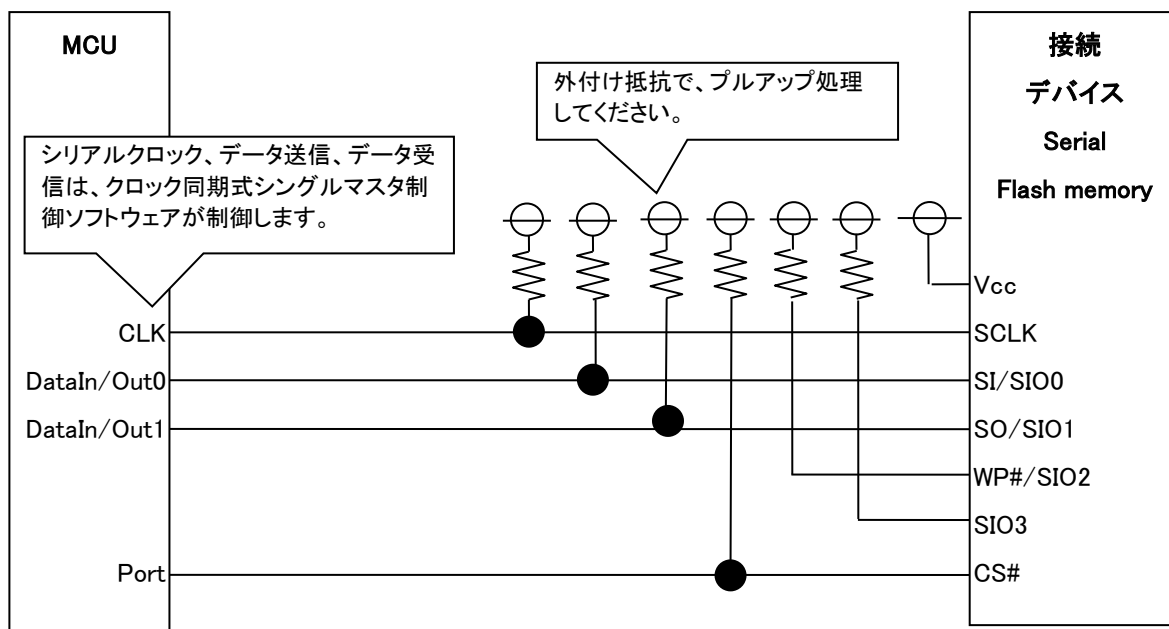 MCU
接続
デバイス
Serial
Flash memory
外付け抵抗で、プルアップ処理
してください。
シリアルクロック、データ送信、データ受
信は、クロック同期式シングルマスタ制
御ソフトウェアが制御します。
Vcc
CLK
SCLK
DataIn/Out0
SI/SIO0
DataIn/Out1
SO/SIO1
WP#/SIO2
SIO3
Port
CS#